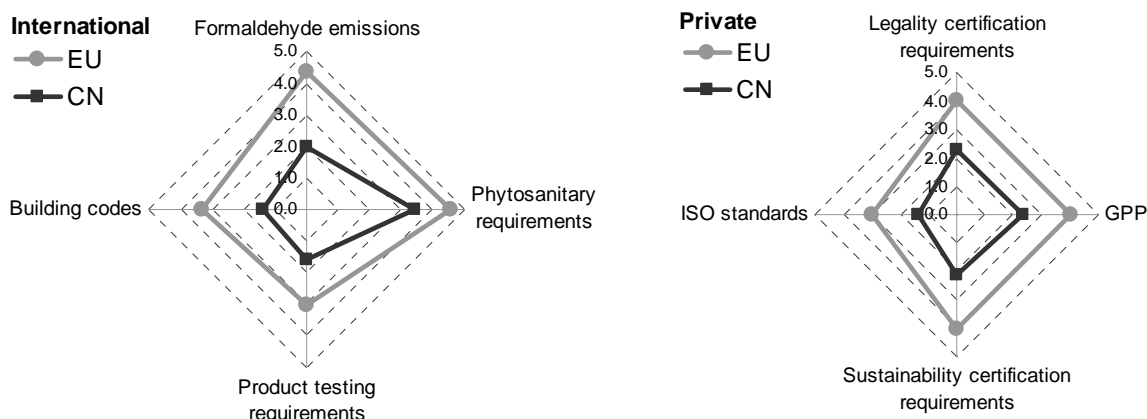 International
EU
CN
Formaldehyde emissions
5.0
4.0
3.0
2.0
1.0
0.0
Building codes
Phytosanitary
requirements
Product testing
requirements
Private
EU
CN
Legality certification
requirements
5.0
4.0
3.0
2.0
1.0
0.0
ISO standards
GPP
Sustainability certification
requirements